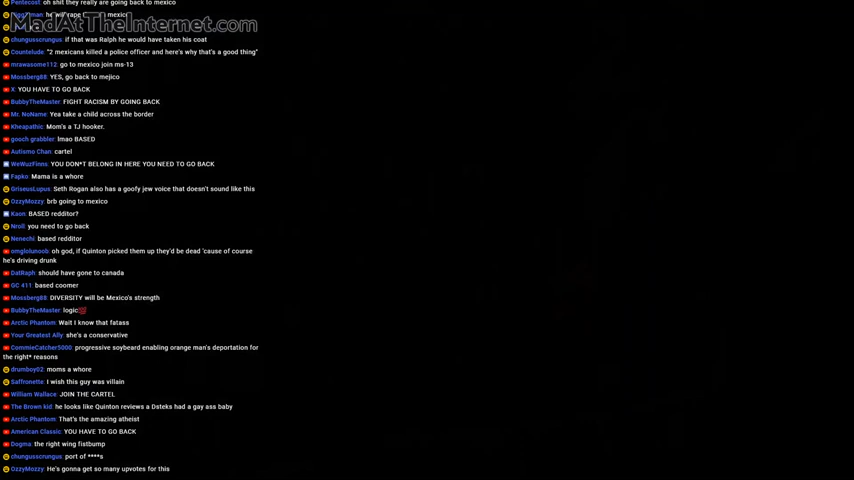 Pentecost: oh shit they really are going back to mexico
MadAtTheInternet.com
chungusscrungus: if that was Ralph he would have taken his coat
Countelude: "2 mexicans killed a police officer and here's why that's a good thing"
mrawasome112: go to mexico join ms-13
Mossberg88: YES, go back to mejico
X: YOU HAVE TO GO BACK
BubbyTheMaster: FIGHT RACISM BY GOING BACK
Mr. NoName: Yea take a child across the border
Kheapathic: Mom's a TJ hooker.
gooch grabbler: lmao BASED
Autismo Chan: cartel
WeWuzFinns: YOU DON*T BELONG IN HERE YOU NEED TO GO BACK
Fapko: Mama is a whore
GriseusLupus: Seth Rogan also has a goofy jew voice that doesn't sound like this
OzzyMozzy: brb going to mexico
Kaon: BASED redditor?
Nroll: you need to go back
Nenechi: based redditor
omglolunoob: oh god, if Quinton picked them up they'd be dead 'cause of course
he's driving drunk
DatRaph: should have gone to canada
GC 411: based coomer
Mossberg88: DIVERSITY will be Mexico's strength
BubbyTheMaster: logic💯
Arctic Phantom: Wait I know that fatass
Your Greatest Ally: she's a conservative
CommieCatcher5000: progressive soybeard enabling orange man's deportation for
the right* reasons
drumboy02: moms a whore
Saffronette: I wish this guy was villain
William Wallace: JOIN THE CARTEL
The Brown kid: he looks like Quinton reviews a Dsteks had a gay ass baby
Arctic Phantom: That's the amazing atheist
American Classic: YOU HAVE TO GO BACK
Dogma: the right wing fistbump
chungusscrungus: port of ****s
OzzyMozzy: He's gonna get so many upvotes for this